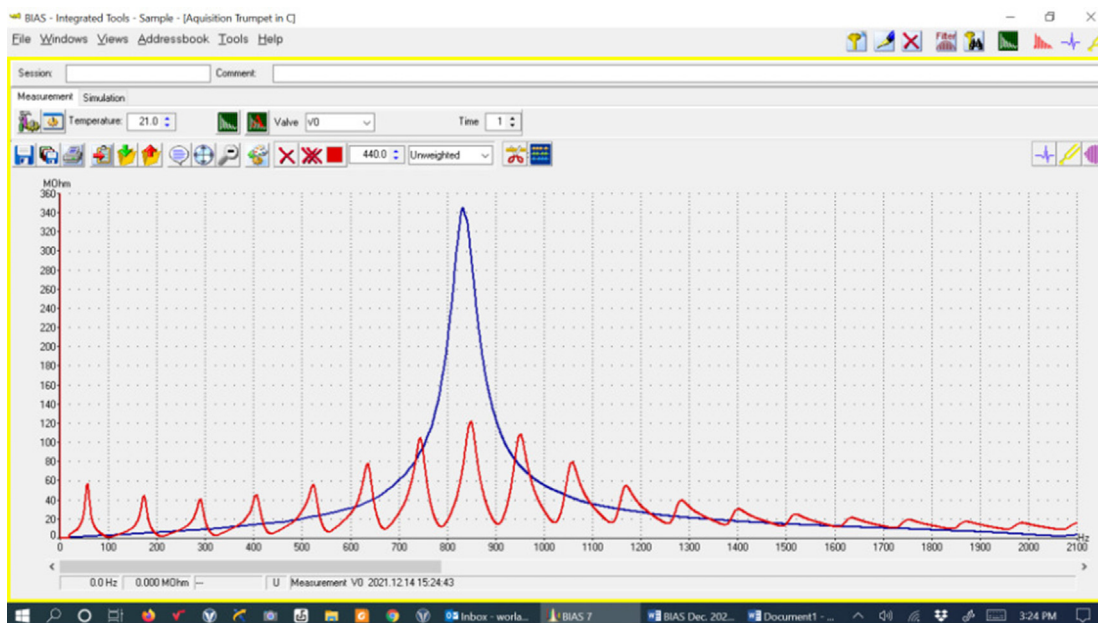 BIAS - Integrated Tools - Sample - [Aquisition Trumpet in C]
File Windows Views Addressbook Tools Help
Filter
Session: Comment:
Measurement Simulation
Temperature: 21.0 Valve V0 Time 1
440.0 Unweighted
MOhm
360
340
320
300
280
260
240
220
200
180
160
140
120
100
80
60
40
20
0
0 100 200 300 400 500 600 700 800 900 1000 1100 1200 1300 1400 1500 1600 1700 1800 1900 2000 2100
Hz
0.0 Hz 0.000 MOhm -- U Measurement V0 2021.12.14 15:24:43
Inbox - worla... BIAS 7 BIAS Dec. 202... Document1 - ... 3:24 PM